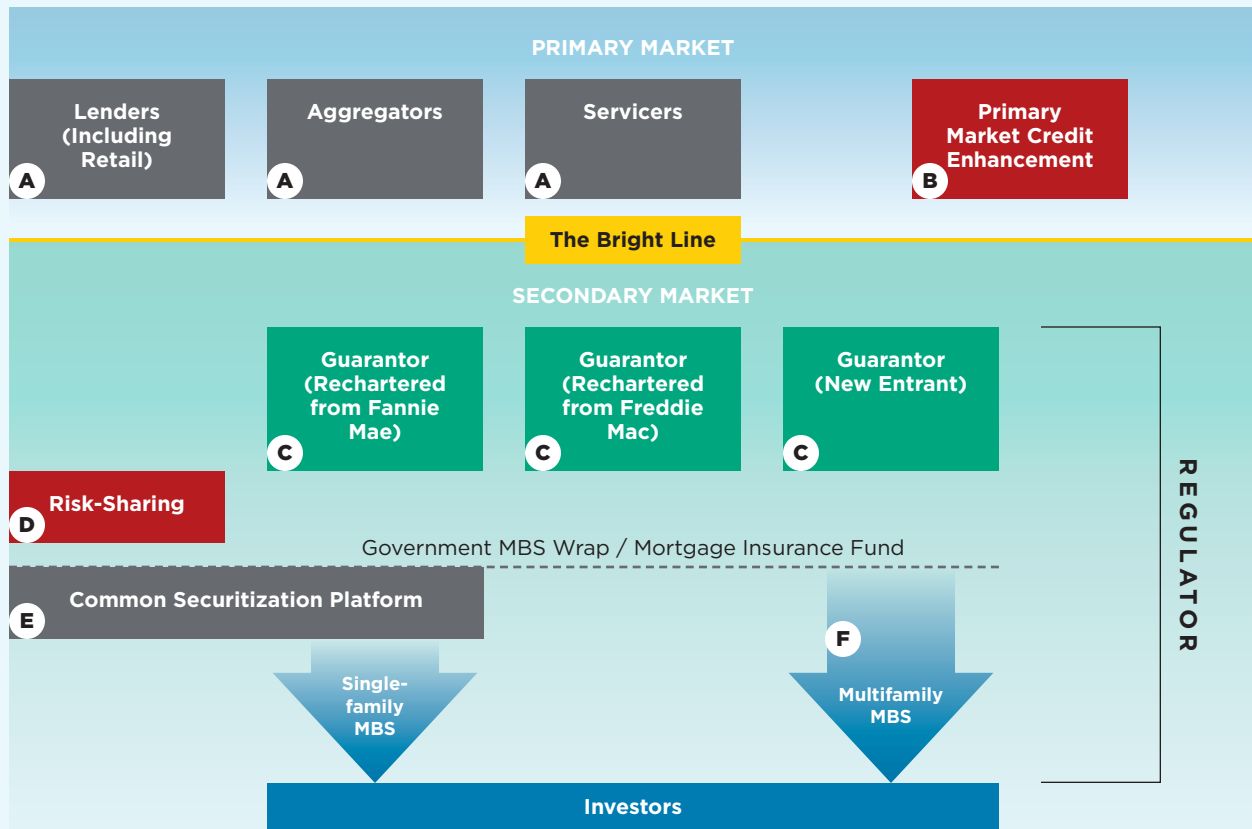 PRIMARY MARKET
Lenders
(Including
Retail)
A
Aggregators
A
Servicers
A
Primary
Market Credit
Enhancement
B
The Bright Line
SECONDARY MARKET
Guarantor
(Rechartered
from Fannie
Mae)
C
Guarantor
(Rechartered
from Freddie
Mac)
C
Guarantor
(New Entrant)
C
REGULATOR
Risk-Sharing
D
Government MBS Wrap / Mortgage Insurance Fund
Common Securitization Platform
E
F
Single-
family
MBS
Multifamily
MBS
Investors